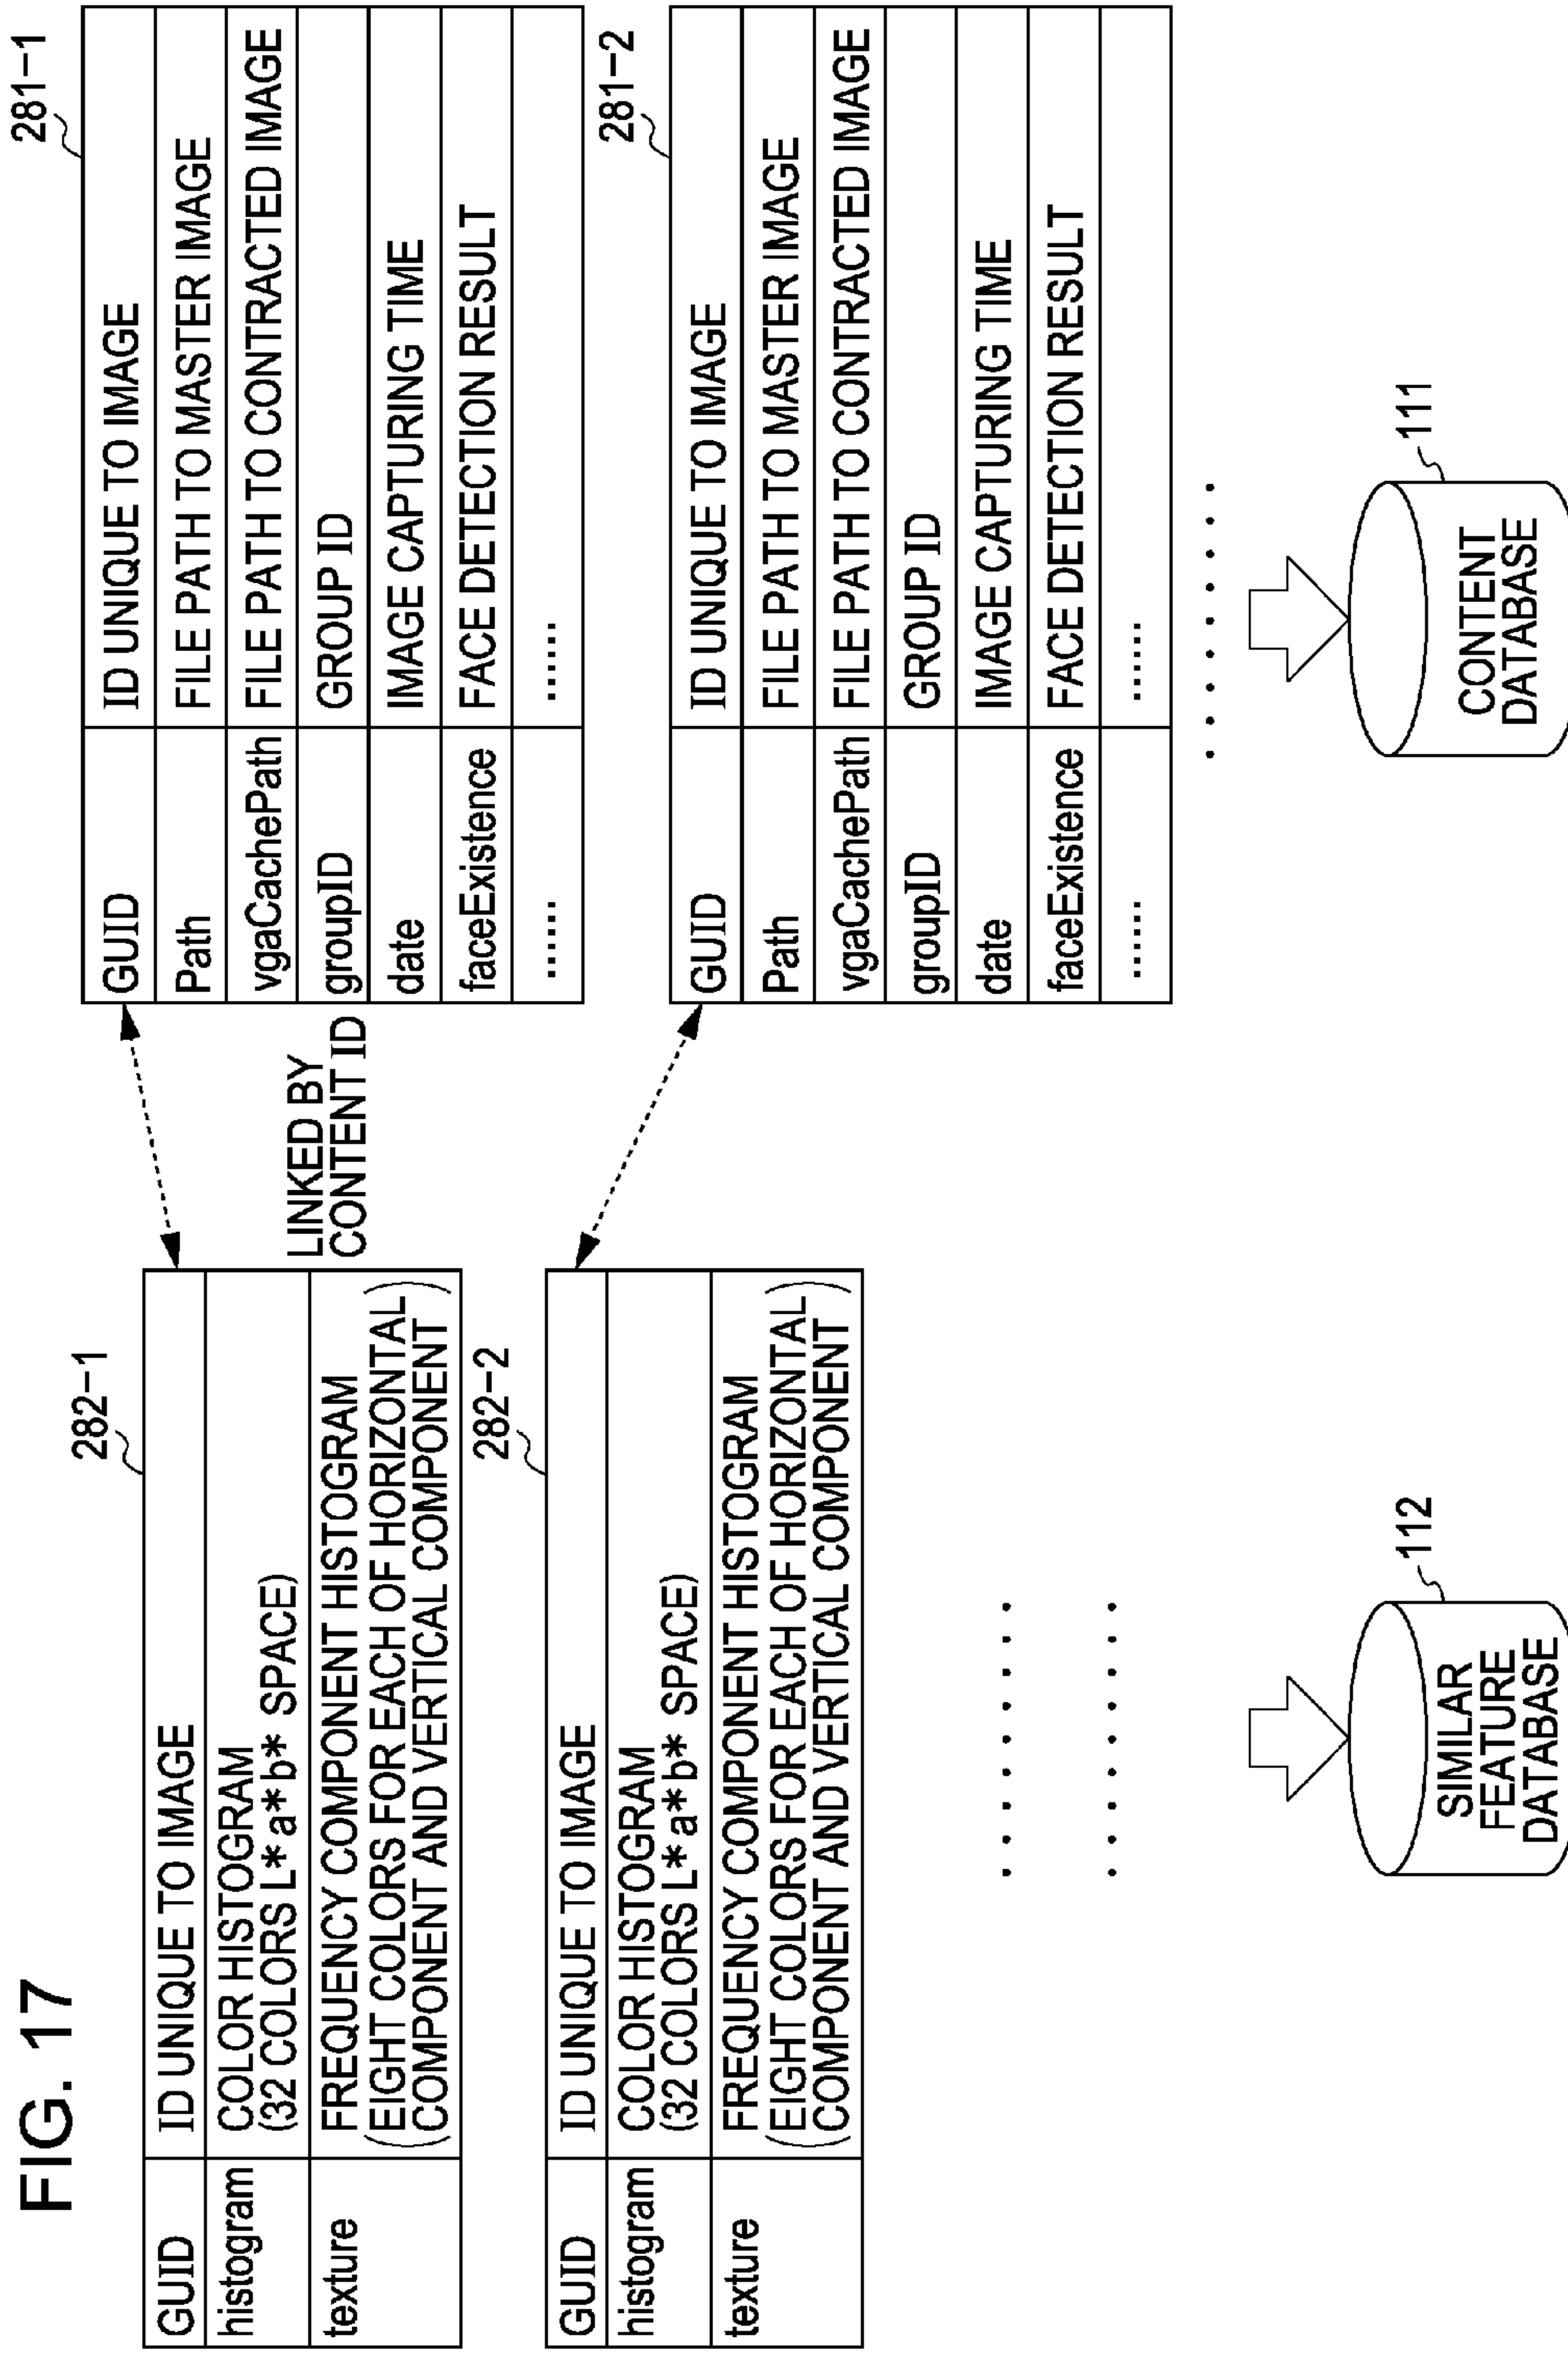 FIG. 17
282-1
GUID ID UNIQUE TO IMAGE
histogram COLOR HISTOGRAM
(32 COLORS L*a*b* SPACE)
texture FREQUENCY COMPONENT HISTOGRAM
(EIGHT COLORS FOR EACH OF HORIZONTAL
COMPONENT AND VERTICAL COMPONENT)
282-2
GUID ID UNIQUE TO IMAGE
histogram COLOR HISTOGRAM
(32 COLORS L*a*b* SPACE)
texture FREQUENCY COMPONENT HISTOGRAM
(EIGHT COLORS FOR EACH OF HORIZONTAL
COMPONENT AND VERTICAL COMPONENT)
. . . . . . . . .
. . . . . . . . .
112
SIMILAR
FEATURE
DATABASE
LINKED BY
CONTENT ID
281-1
GUID ID UNIQUE TO IMAGE
Path FILE PATH TO MASTER IMAGE
vgaCachePath FILE PATH TO CONTRACTED IMAGE
groupID GROUP ID
date IMAGE CAPTURING TIME
faceExistence FACE DETECTION RESULT
...... ......
281-2
GUID ID UNIQUE TO IMAGE
Path FILE PATH TO MASTER IMAGE
vgaCachePath FILE PATH TO CONTRACTED IMAGE
groupID GROUP ID
date IMAGE CAPTURING TIME
faceExistence FACE DETECTION RESULT
...... ......
. . . . . . . . .
111
CONTENT
DATABASE